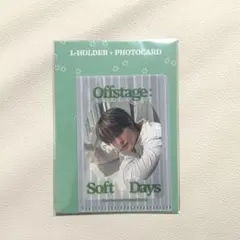 L-HOLDER + PHOTOCARD
Offstage:
Soft Days